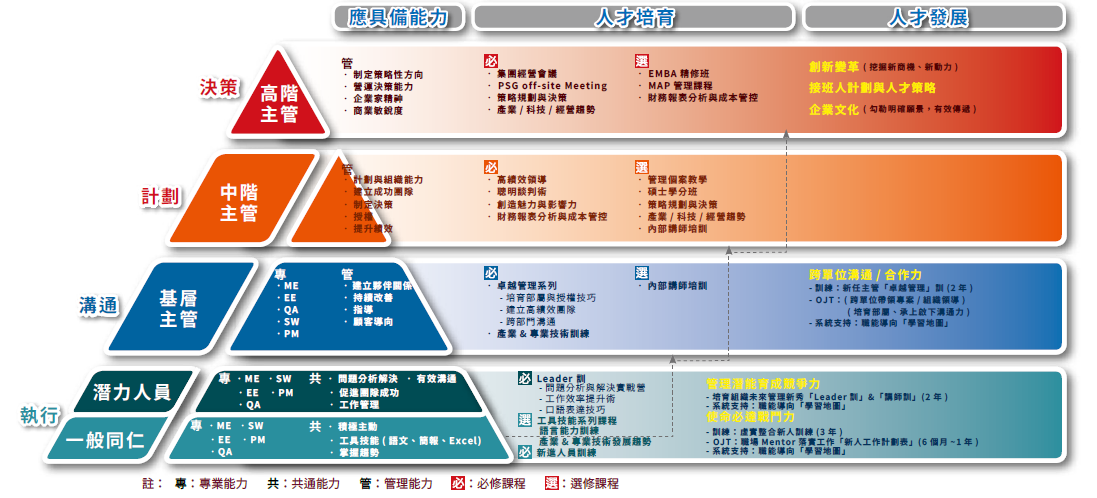 應具備能力 人才培育 人才發展
決策
高階
主管
管
· 制定策略性方向
· 營運決策能力
· 企業家精神
· 商業敏銳度
必
· 集團經營會議
· PSG off-site Meeting
· 策略規劃與決策
· 產業 / 科技 / 經營趨勢
選
· EMBA 精修班
· MAP 管理課程
· 財務報表分析與成本管控
創新變革 ( 挖掘新商機、新動力 )
接班人計劃與人才策略
企業文化 ( 勾勒明確願景，有效傳遞 )
計劃
中階
主管
管
· 計劃與組織能力
· 建立成功團隊
· 制定決策
· 授權
· 提升績效
必
· 高績效領導
· 聰明談判術
· 創造魅力與影響力
· 財務報表分析與成本管控
選
· 管理個案教學
· 碩士學分班
· 策略規劃與決策
· 產業 / 科技 / 經營趨勢
· 內部講師培訓
溝通
基層
主管
專
· ME
· EE
· QA
· SW
· PM
管
· 建立夥伴關係
· 持續改善
· 指導
· 顧客導向
必
· 卓越管理系列
- 培育部屬與授權技巧
- 建立高績效團隊
- 跨部門溝通
· 產業 & 專業技術訓練
選
· 內部講師培訓
跨單位溝通 / 合作力
- 訓練：新任主管「卓越管理」訓 (2 年 )
- OJT：( 跨單位帶領專案 / 組織領導 )
( 培育部屬、承上啟下溝通力 )
- 系統支持：職能導向「學習地圖」
執行
潛力人員
專 · ME · SW
· EE · PM
· QA
共 · 問題分析解決 · 有效溝通
· 促進團隊成功
· 工作管理
一般同仁
專 · ME · SW
· EE · PM
· QA
共 · 積極主動
· 工具技能 ( 語文、簡報、Excel)
· 掌握趨勢
必 Leader 訓
- 問題分析與解決實戰營
- 工作效率提升術
- 口語表達技巧
選 工具技能系列課程
語言能力訓練
產業 & 專業技術發展趨勢
必 新進人員訓練
管理潛能育成競爭力
- 培育組織未來管理新秀「Leader 訓」&「講師訓」(2 年 )
- 系統支持：職能導向「學習地圖」
使命必達戰鬥力
- 訓練：虛實整合新人訓練 (3 年 )
- OJT：職場 Mentor 落實工作「新人工作計劃表」(6 個月 ~1 年 )
- 系統支持：職能導向「學習地圖」
註： 專：專業能力 共：共通能力 管：管理能力 必：必修課程 選：選修課程